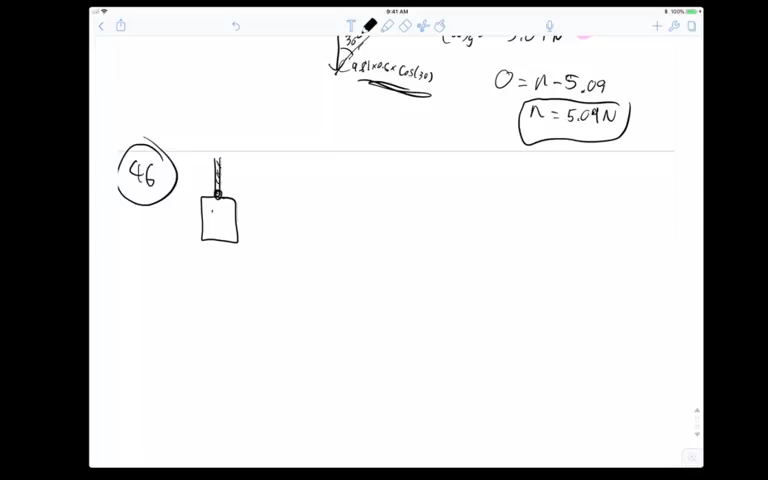 9:41 AM
100%
T
30°
9.81×0.6×Cos(30)
0 = n - 5.09
n = 5.09N
46